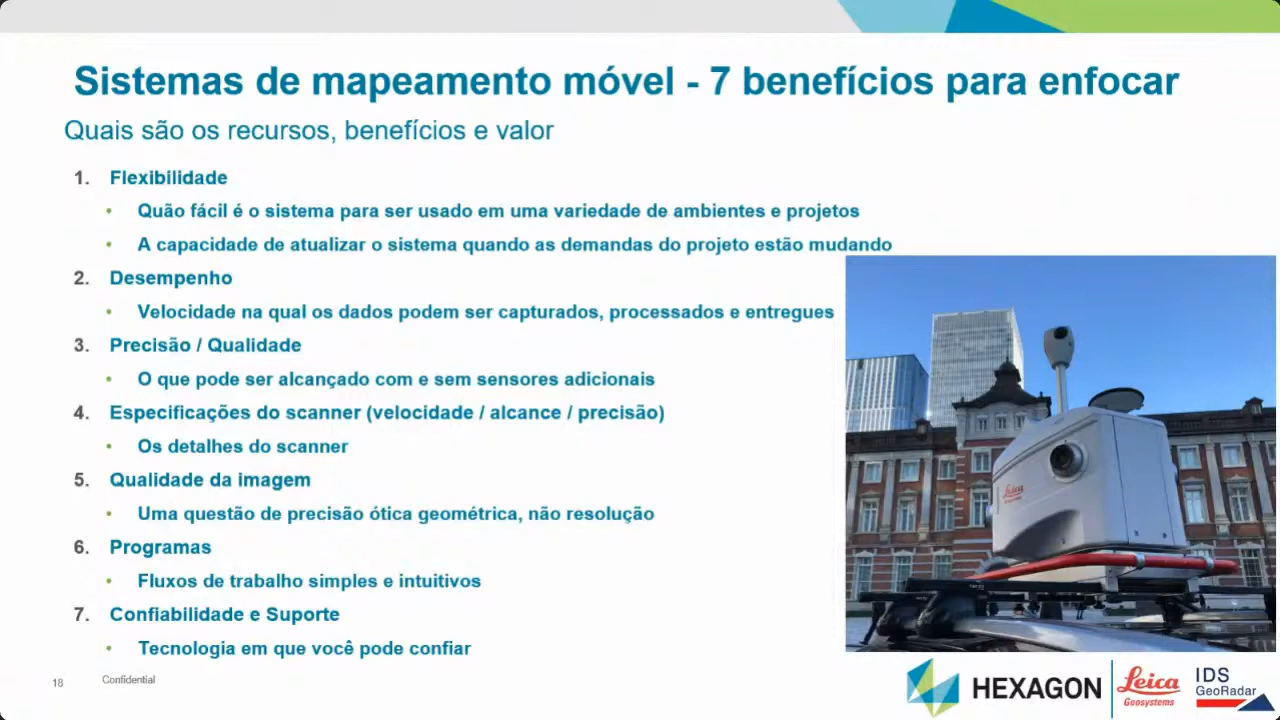 Sistemas de mapeamento móvel - 7 benefícios para enfocar
Quais são os recursos, benefícios e valor
1. Flexibilidade
• Quão fácil é o sistema para ser usado em uma variedade de ambientes e projetos
• A capacidade de atualizar o sistema quando as demandas do projeto estão mudando
2. Desempenho
• Velocidade na qual os dados podem ser capturados, processados e entregues
3. Precisão / Qualidade
• O que pode ser alcançado com e sem sensores adicionais
4. Especificações do scanner (velocidade / alcance / precisão)
• Os detalhes do scanner
5. Qualidade da imagem
• Uma questão de precisão ótica geométrica, não resolução
6. Programas
• Fluxos de trabalho simples e intuitivos
7. Confiabilidade e Suporte
• Tecnologia em que você pode confiar
Leica
18 Confidential
HEXAGON
Leica
Geosystems
IDS
GeoRadar